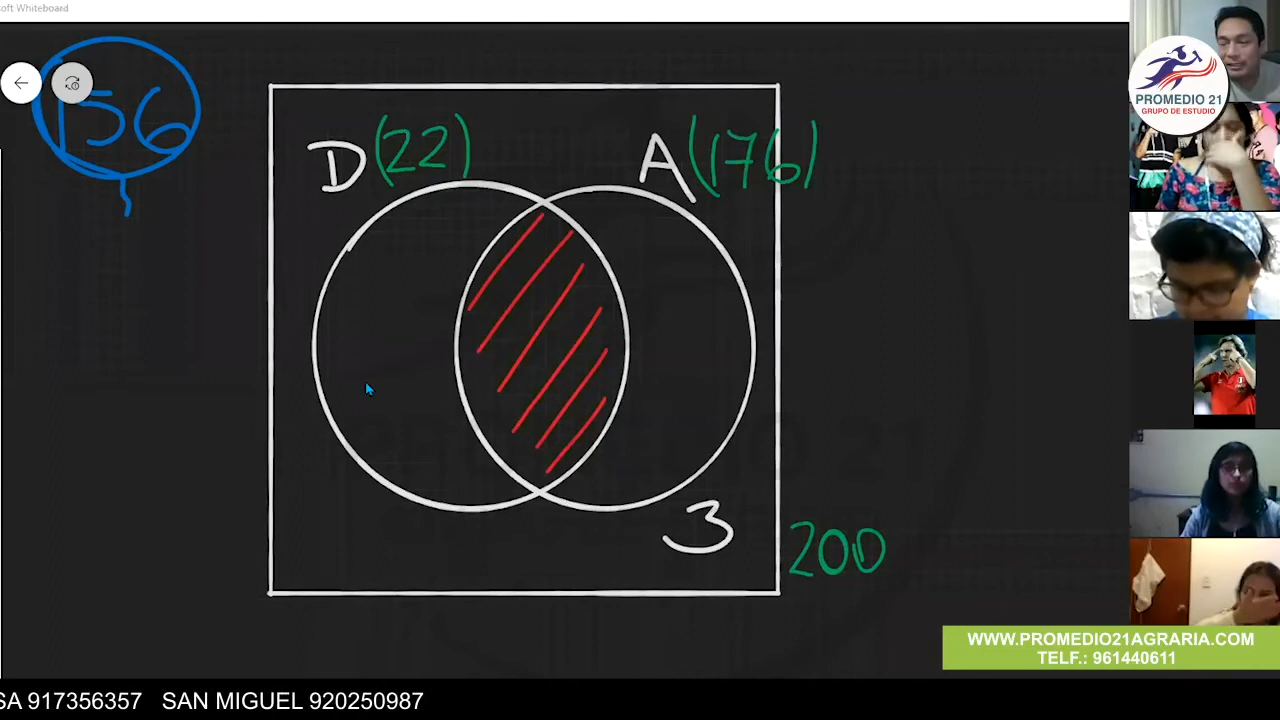 soft Whiteboard
156
D (22)
A (176)
3
200
PROMEDIO 21
GRUPO DE ESTUDIO
WWW.PROMEDIO21AGRARIA.COM
TELF.: 961440611
SA 917356357 SAN MIGUEL 920250987